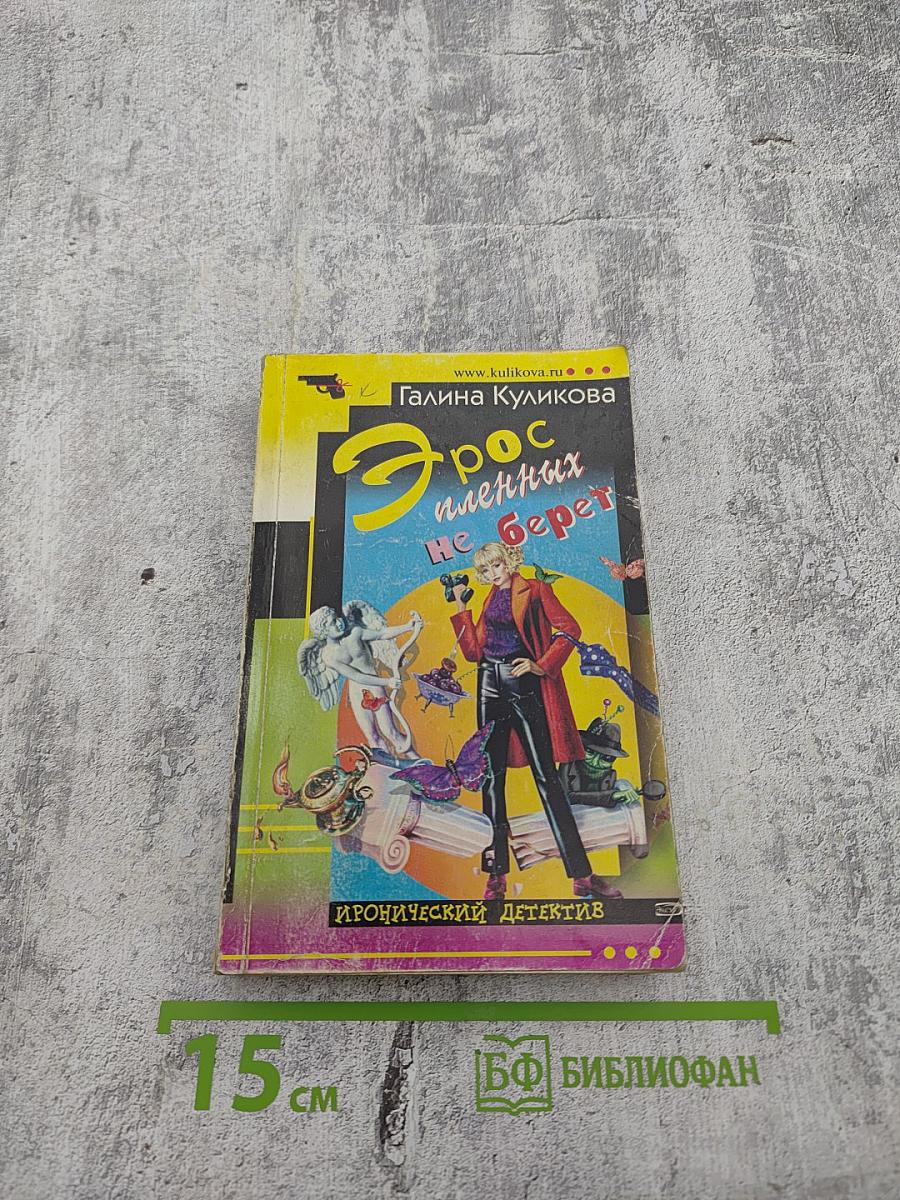 www.kulikova.ru
Галина Куликова
Эрос
пленных
не берет
ИРОНИЧЕСКИЙ ДЕТЕКТИВ
15 см
БФ БИБЛИОФАН